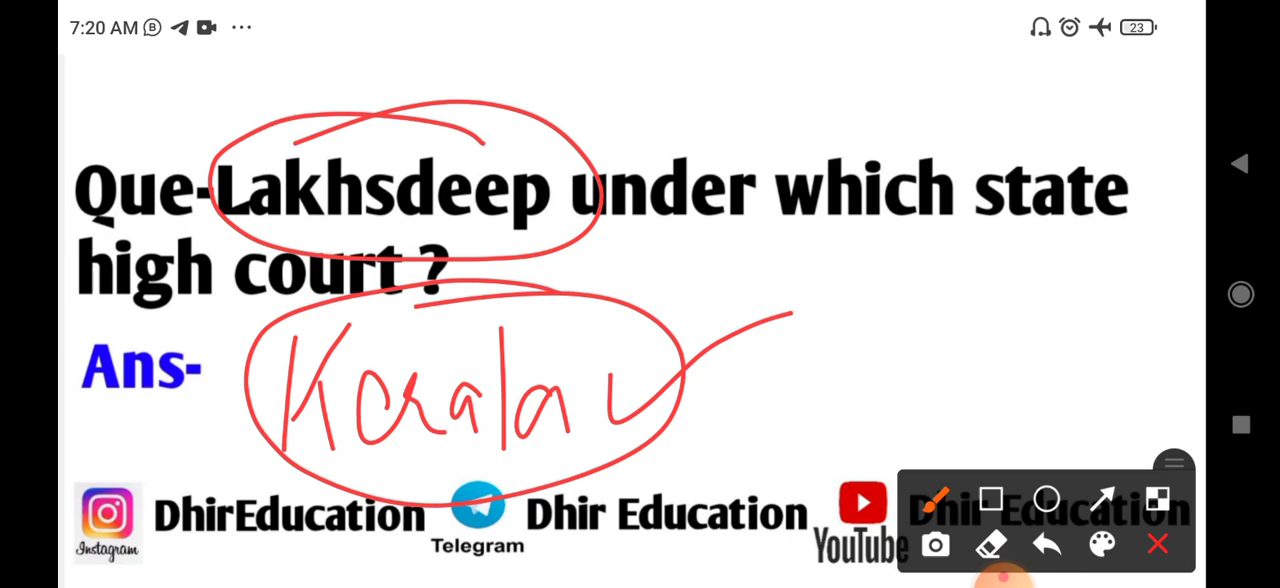 7:20 AM
23
Que-Lakhsdeep under which state
high court ?
Ans- Kerala
DhirEducation Dhir Education Dhir Education
Instagram Telegram YouTube